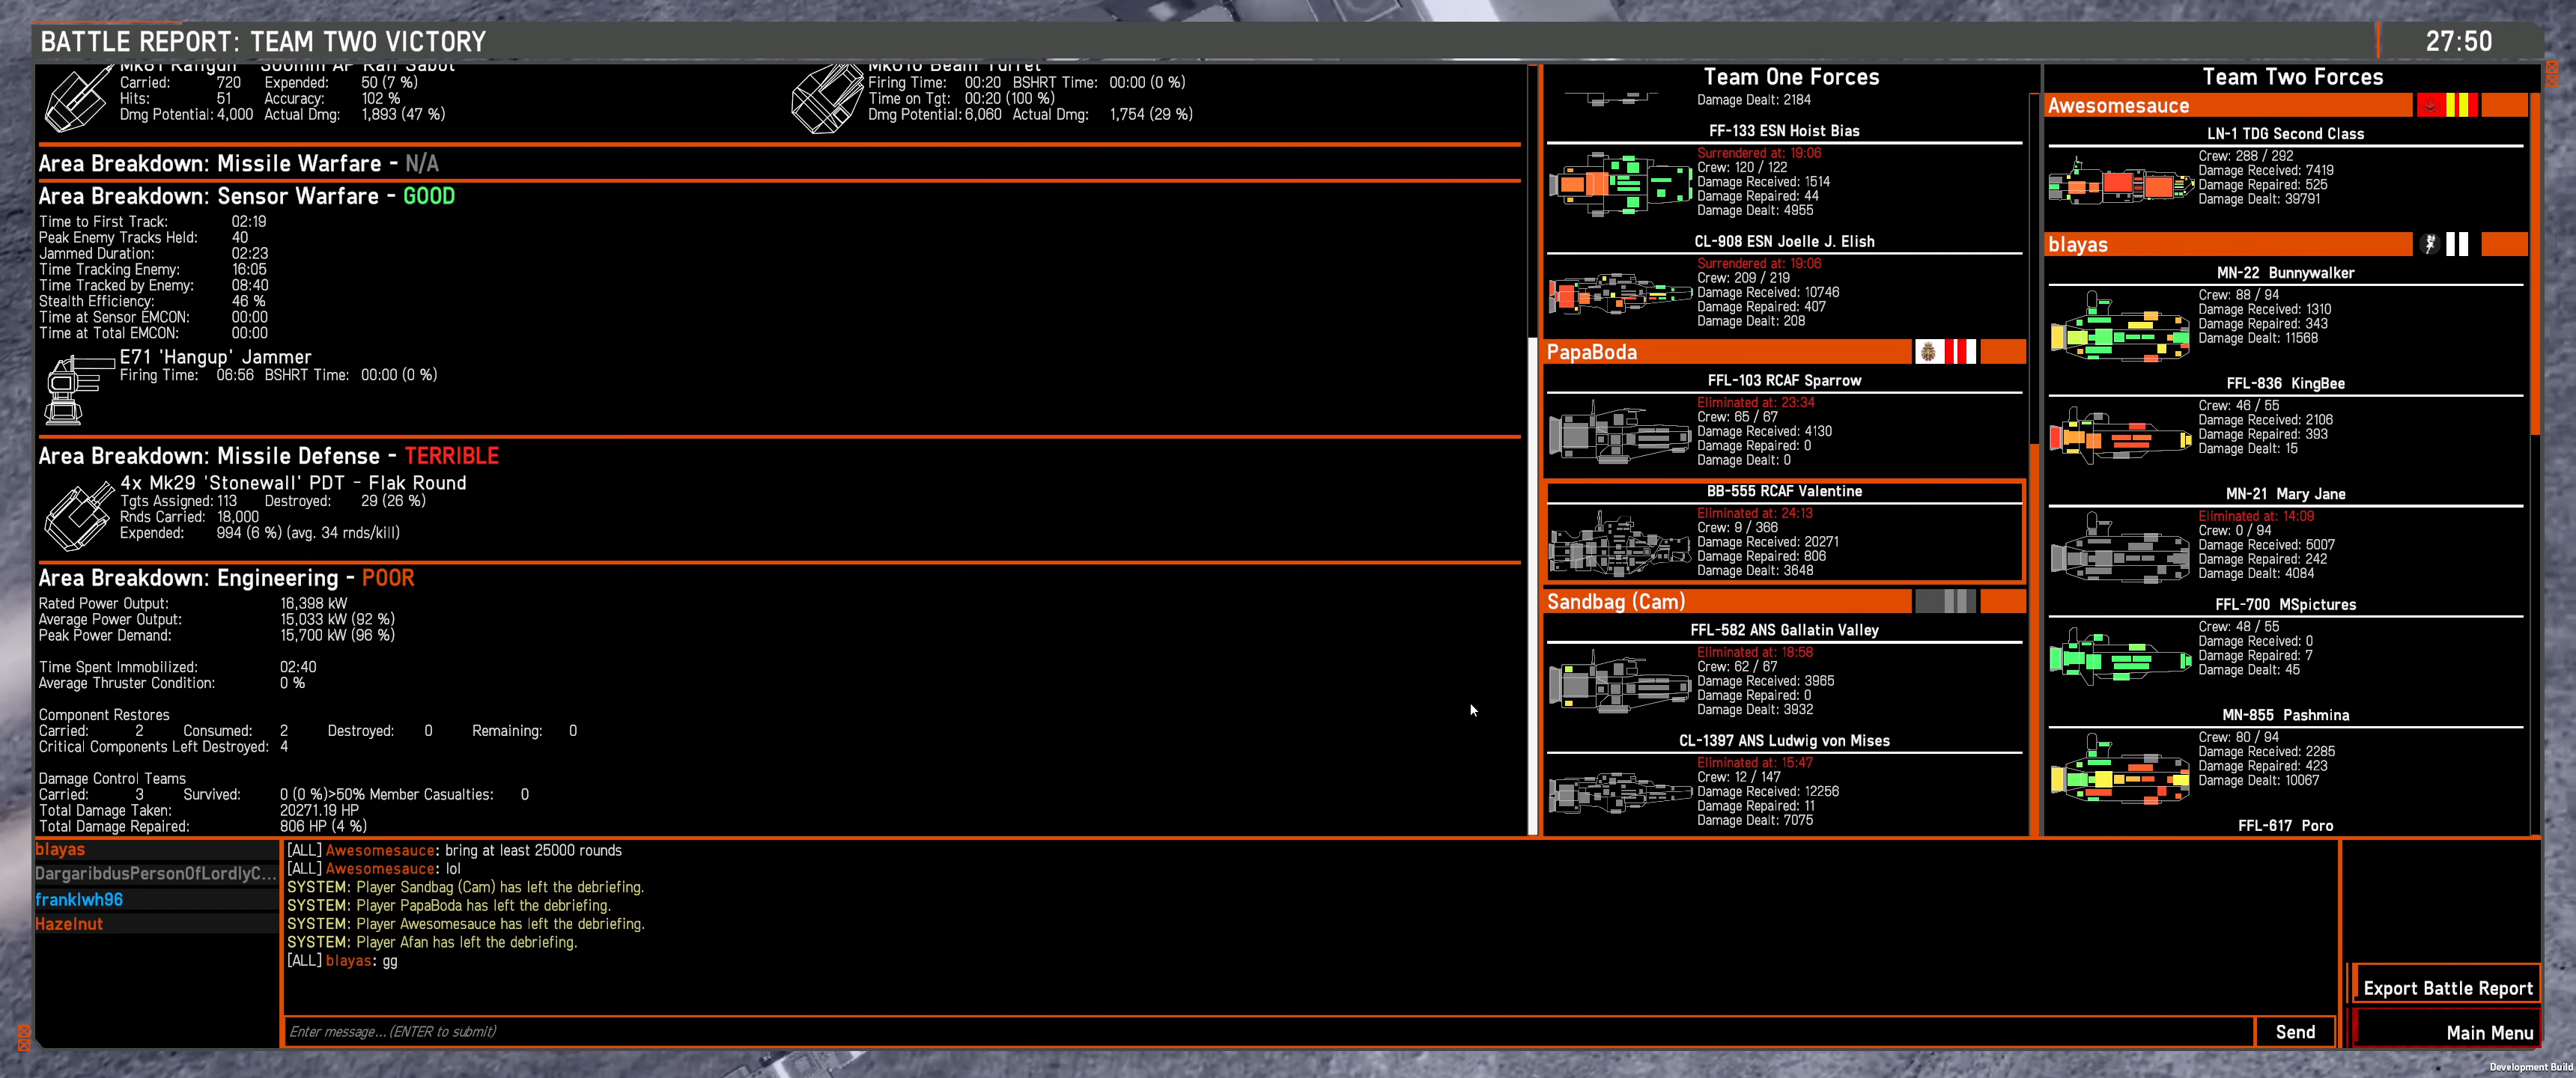 BATTLE REPORT: TEAM TWO VICTORY
27:50
Mk81 Railgun 300mm AP Rail Sabot
Carried: 720 Expended: 50 (7 %)
Hits: 51 Accuracy: 102 %
Dmg Potential: 4,000 Actual Dmg: 1,893 (47 %)
Mk610 Beam Turret
Firing Time: 00:20 BSHRT Time: 00:00 (0 %)
Time on Tgt: 00:20 (100 %)
Dmg Potential: 6,060 Actual Dmg: 1,754 (29 %)
Area Breakdown: Missile Warfare - N/A
Area Breakdown: Sensor Warfare - GOOD
Time to First Track: 02:19
Peak Enemy Tracks Held: 40
Jammed Duration: 02:23
Time Tracking Enemy: 16:05
Time Tracked by Enemy: 08:40
Stealth Efficiency: 46 %
Time at Sensor EMCON: 00:00
Time at Total EMCON: 00:00
E71 'Hangup' Jammer
Firing Time: 06:56 BSHRT Time: 00:00 (0 %)
Area Breakdown: Missile Defense - TERRIBLE
4x Mk29 'Stonewall' PDT - Flak Round
Tgts Assigned: 113 Destroyed: 29 (26 %)
Rnds Carried: 18,000
Expended: 994 (6 %) (avg. 34 rnds/kill)
Area Breakdown: Engineering - POOR
Rated Power Output: 16,398 kW
Average Power Output: 15,033 kW (92 %)
Peak Power Demand: 15,700 kW (96 %)
Time Spent Immobilized: 02:40
Average Thruster Condition: 0 %
Component Restores
Carried: 2 Consumed: 2 Destroyed: 0 Remaining: 0
Critical Components Left Destroyed: 4
Damage Control Teams
Carried: 3 Survived: 0 (0 %)>50% Member Casualties: 0
Total Damage Taken: 20271.19 HP
Total Damage Repaired: 806 HP (4 %)
Team One Forces
Damage Dealt: 2184
FF-133 ESN Hoist Bias
Surrendered at: 19:06
Crew: 120 / 122
Damage Received: 1514
Damage Repaired: 44
Damage Dealt: 4955
CL-908 ESN Joelle J. Elish
Surrendered at: 19:06
Crew: 209 / 219
Damage Received: 10746
Damage Repaired: 407
Damage Dealt: 208
PapaBoda
FFL-103 RCAF Sparrow
Eliminated at: 23:34
Crew: 65 / 67
Damage Received: 4130
Damage Repaired: 0
Damage Dealt: 0
BB-555 RCAF Valentine
Eliminated at: 24:13
Crew: 9 / 366
Damage Received: 20271
Damage Repaired: 806
Damage Dealt: 3648
Sandbag (Cam)
FFL-582 ANS Gallatin Valley
Eliminated at: 18:58
Crew: 62 / 67
Damage Received: 3965
Damage Repaired: 0
Damage Dealt: 3932
CL-1397 ANS Ludwig von Mises
Eliminated at: 15:47
Crew: 12 / 147
Damage Received: 12256
Damage Repaired: 11
Damage Dealt: 7075
Team Two Forces
Awesomesauce
LN-1 TDG Second Class
Crew: 288 / 292
Damage Received: 7419
Damage Repaired: 525
Damage Dealt: 39791
blayas
MN-22 Bunnywalker
Crew: 88 / 94
Damage Received: 1310
Damage Repaired: 343
Damage Dealt: 11568
FFL-836 KingBee
Crew: 46 / 55
Damage Received: 2106
Damage Repaired: 393
Damage Dealt: 15
MN-21 Mary Jane
Eliminated at: 14:09
Crew: 0 / 94
Damage Received: 5007
Damage Repaired: 242
Damage Dealt: 4084
FFL-700 MSpictures
Crew: 48 / 55
Damage Received: 0
Damage Repaired: 7
Damage Dealt: 45
MN-855 Pashmina
Crew: 80 / 94
Damage Received: 2285
Damage Repaired: 423
Damage Dealt: 10067
FFL-617 Poro
blayas
DargaribdusPersonOfLordlyC...
franklwh96
Hazelnut
[ALL] Awesomesauce: bring at least 25000 rounds
[ALL] Awesomesauce: lol
SYSTEM: Player Sandbag (Cam) has left the debriefing.
SYSTEM: Player PapaBoda has left the debriefing.
SYSTEM: Player Awesomesauce has left the debriefing.
SYSTEM: Player Afan has left the debriefing.
[ALL] blayas: gg
Enter message... (ENTER to submit)
Send
Export Battle Report
Main Menu
Development Build